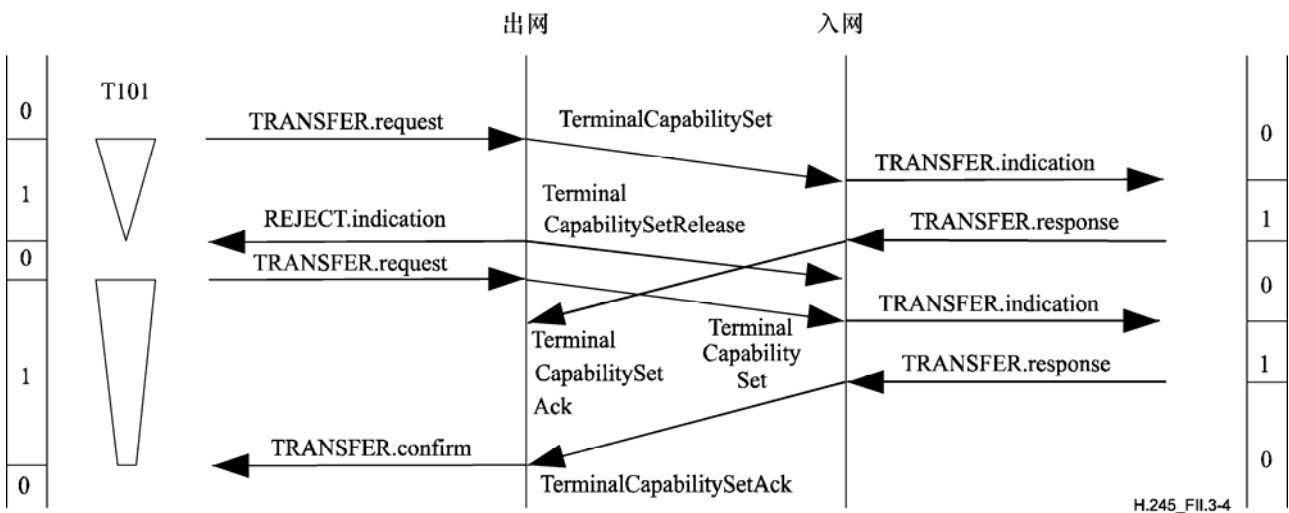 出网
入网
T101
0
TRANSFER.request
TerminalCapabilitySet
0
TRANSFER.indication
1
Terminal
CapabilitySetRelease
REJECT.indication
TRANSFER.response
1
0
TRANSFER.request
0
TRANSFER.indication
Terminal
CapabilitySet
Ack
Terminal
Capability
Set
TRANSFER.response
1
1
TRANSFER.confirm
0
0
TerminalCapabilitySetAck
H.245_FII.3-4